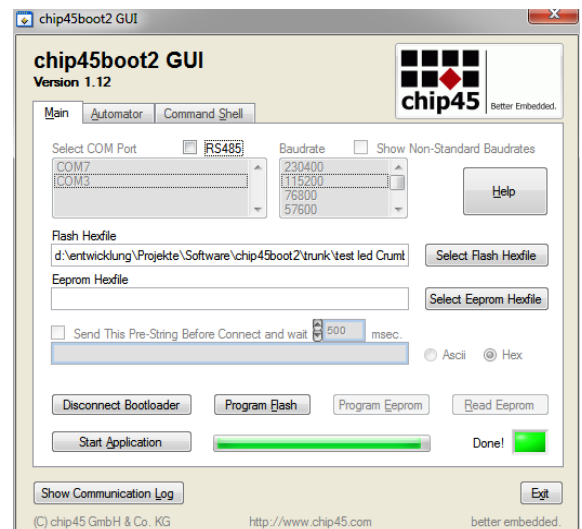 chip45boot2 GUI
chip45boot2 GUI
Version 1.12
chip45
Better Embedded.
Main Automator Command Shell
Select COM Port RS485 Baudrate Show Non-Standard Baudrates
COM7 230400
COM3 115200
76800
57600
Help
Flash Hexfile
d:\entwicklung\Projekte\Software\chip45boot2\trunk\test led Crumb Select Flash Hexfile
Eeprom Hexfile
Select Eeprom Hexfile
Send This Pre-String Before Connect and wait 500 msec.
Ascii Hex
Disconnect Bootloader Program Flash Program Eeprom Read Eeprom
Start Application Done!
Show Communication Log Exit
(C) chip45 GmbH & Co. KG http://www.chip45.com better embedded.